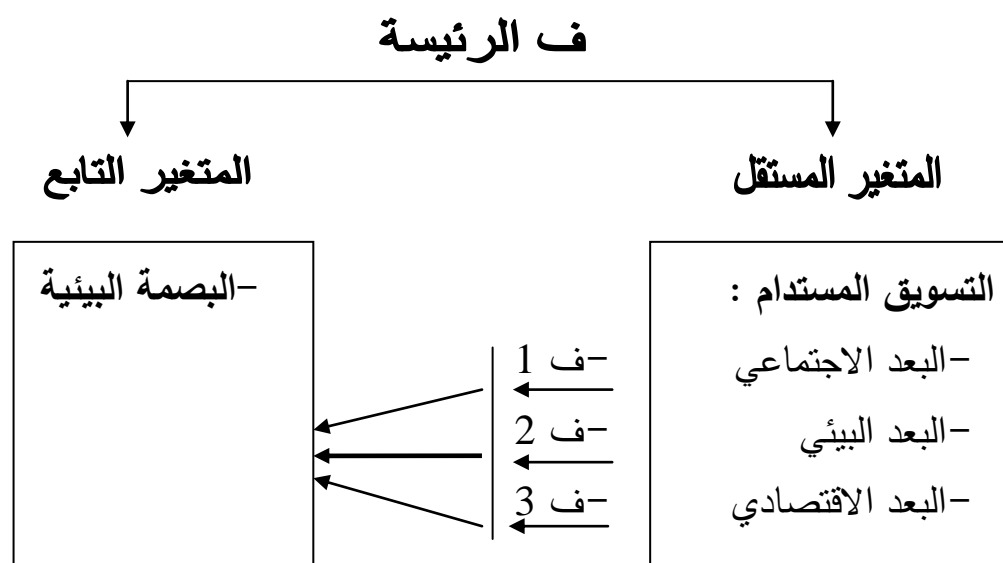 ف الرئيسة
المتغير المستقل
المتغير التابع
التسويق المستدام :
-البعد الاجتماعي
-البعد البيئي
-البعد الاقتصادي
-ف 1
-ف 2
-ف 3
-البصمة البيئية